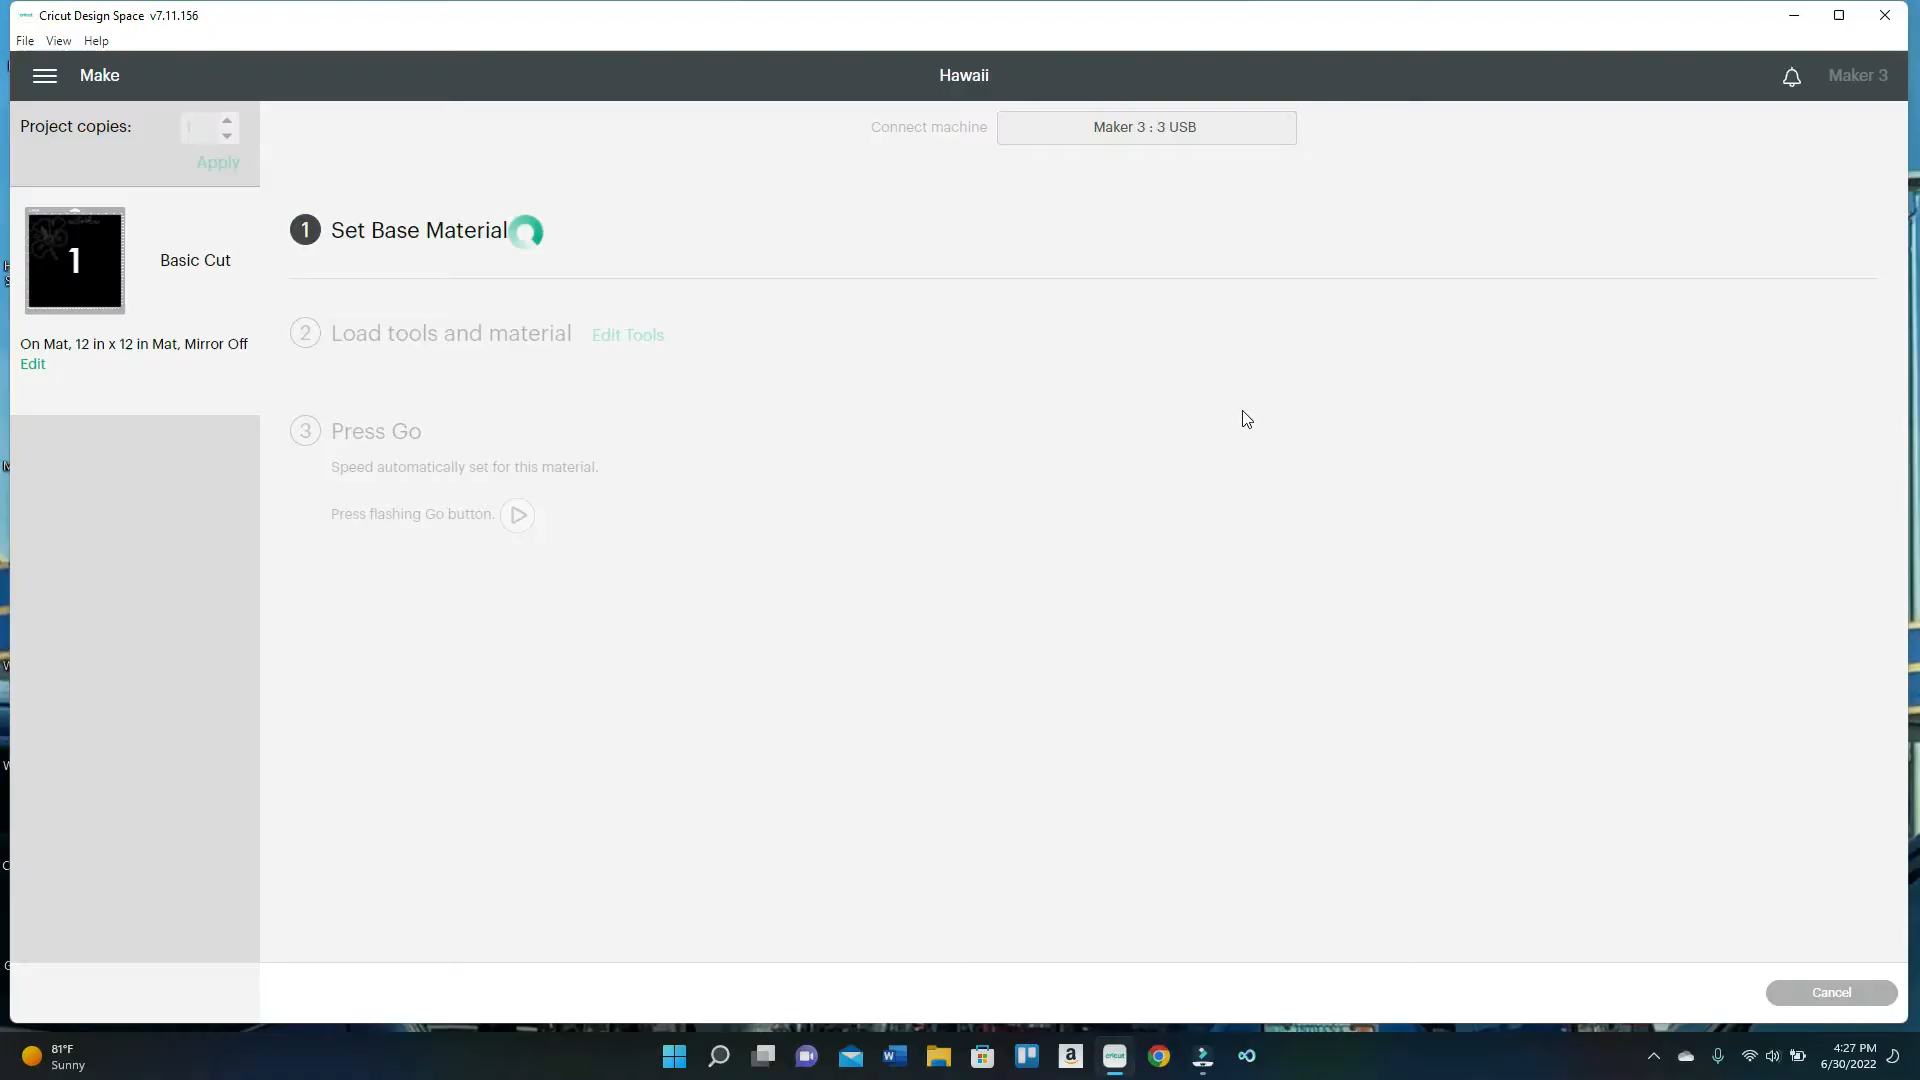 Cricut Design Space v7.11.156
File View Help
Make
Hawaii
Maker 3
Project copies:
Apply
Connect machine
Maker 3 : 3 USB
1
Set Base Material
1
Basic Cut
On Mat, 12 in x 12 in Mat, Mirror Off
Edit
2
Load tools and material
Edit Tools
3
Press Go
Speed automatically set for this material.
Press flashing Go button.
Cancel
81°F
Sunny
cricut
4:27 PM
6/30/2022